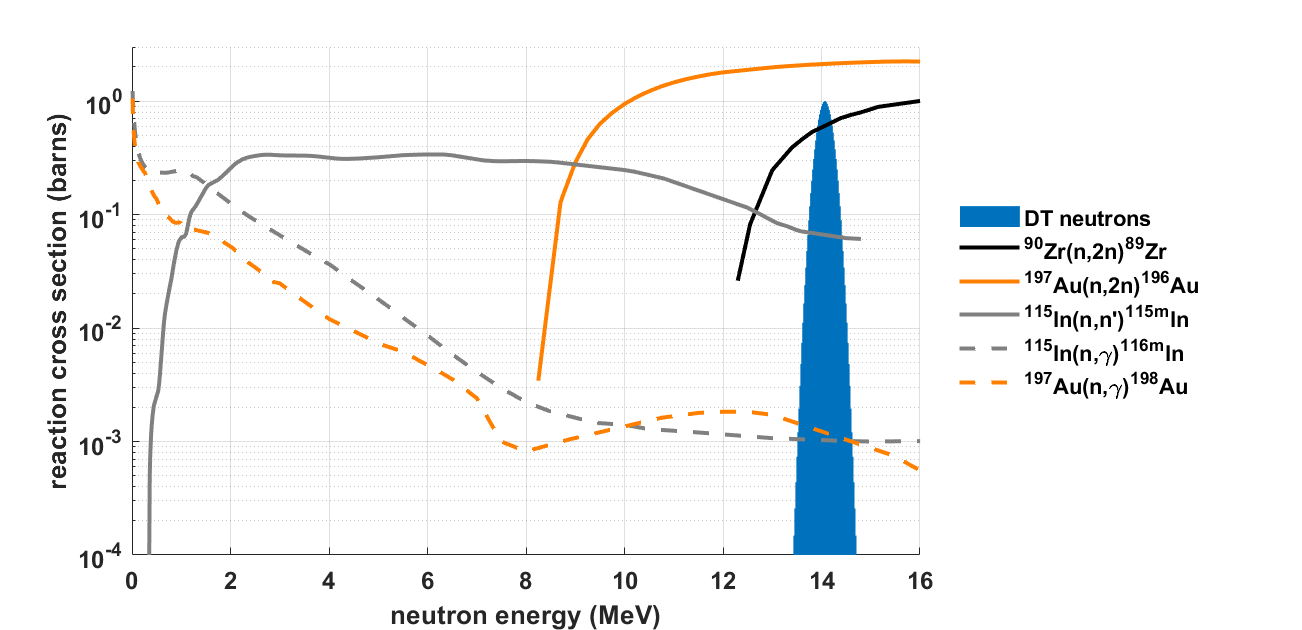 reaction cross section (barns)
10⁰
10⁻¹
10⁻²
10⁻³
10⁻⁴
0 2 4 6 8 10 12 14 16
neutron energy (MeV)
DT neutrons
⁹⁰Zr(n,2n)⁸⁹Zr
¹⁹⁷Au(n,2n)¹⁹⁶Au
¹¹⁵In(n,n')¹¹⁵ᵐIn
¹¹⁵In(n,γ)¹¹⁶ᵐIn
¹⁹⁷Au(n,γ)¹⁹⁸Au